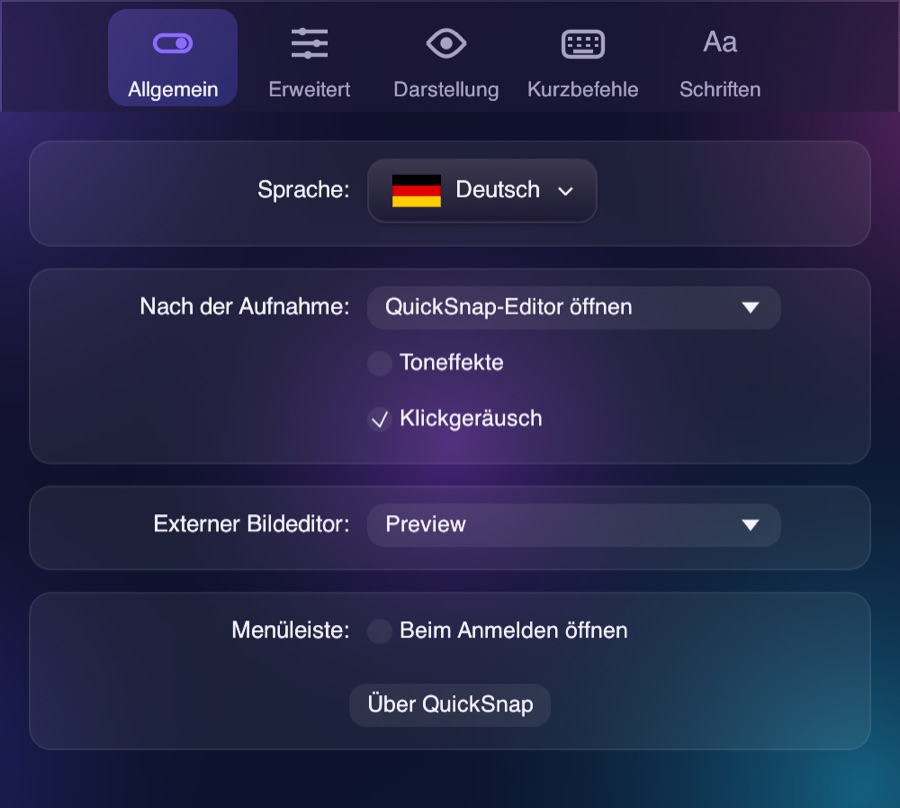 Allgemein
Erweitert
Darstellung
Kurzbefehle
Aa
Schriften
Sprache: Deutsch
Nach der Aufnahme: QuickSnap-Editor öffnen
Toneffekte
Klickgeräusch
Externer Bildeditor: Preview
Menüleiste: Beim Anmelden öffnen
Über QuickSnap